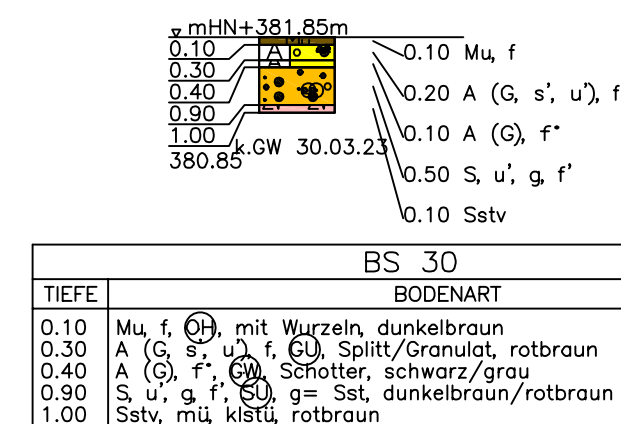 mHN+381.85m
0.10
0.30
0.40
0.90
1.00
380.85
k.GW 30.03.23
Mu
A
A
0.10 Mu, f
0.20 A (G, s', u'), f
0.10 A (G), f°
0.50 S, u', g, f'
0.10 Sstv
BS 30
TIEFE BODENART
0.10 Mu, f, OH, mit Wurzeln, dunkelbraun
0.30 A (G, s', u'), f, GU, Splitt/Granulat, rotbraun
0.40 A (G), f°, GW, Schotter, schwarz/grau
0.90 S, u', g, f', SU, g= Sst, dunkelbraun/rotbraun
1.00 Sstv, mü, klstü, rotbraun